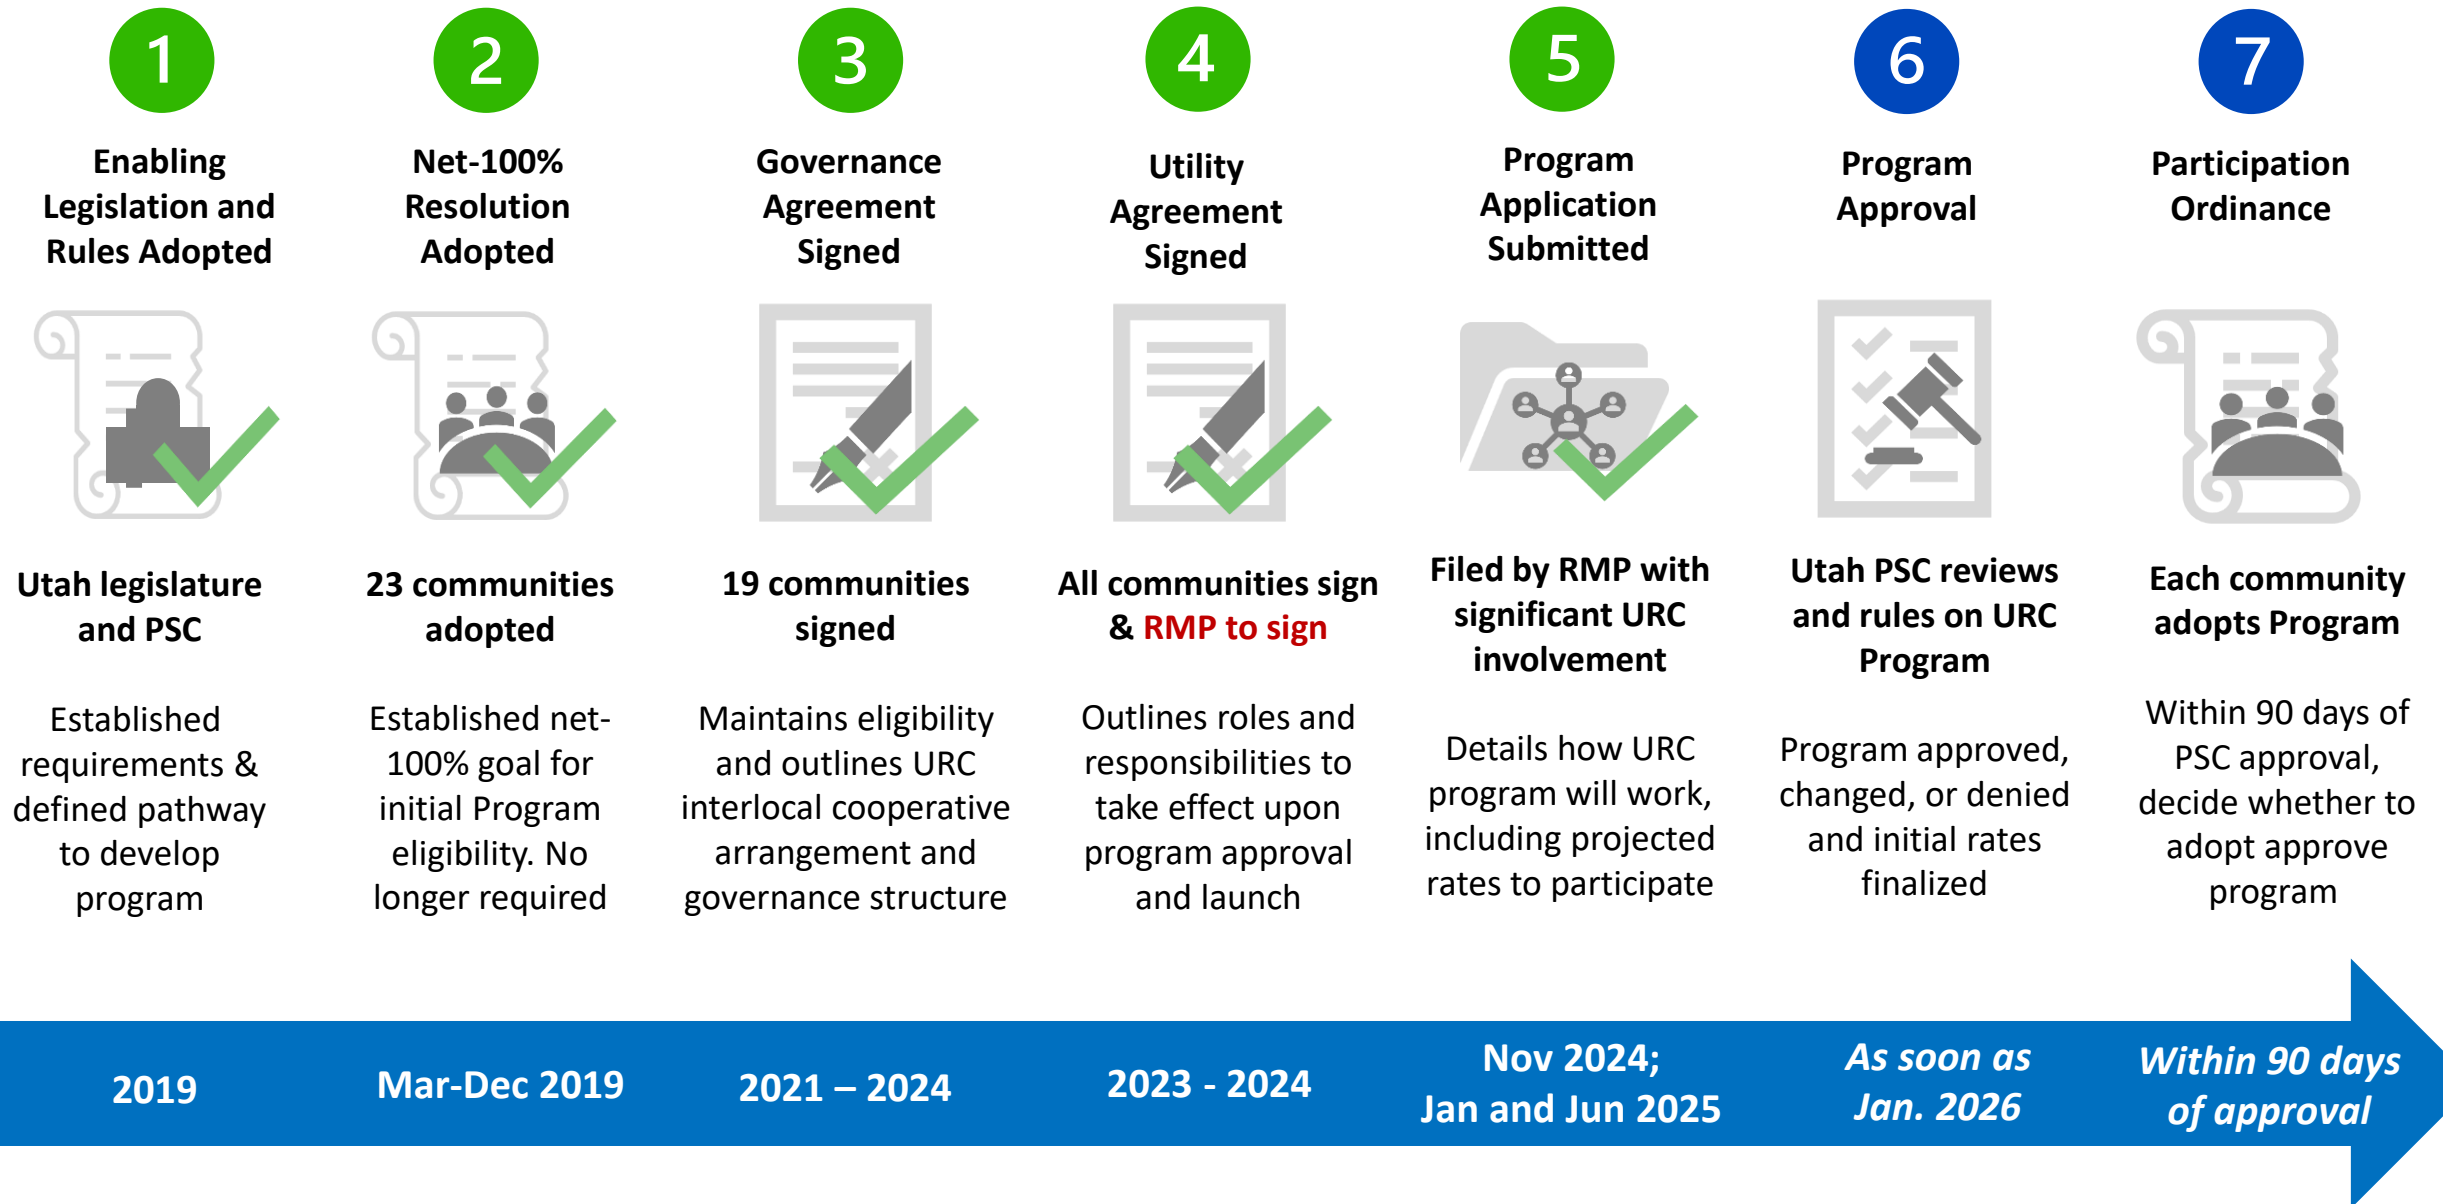 1
Enabling
Legislation and
Rules Adopted
Utah legislature
and PSC
Established
requirements &
defined pathway
to develop
program
2019
2
Net-100%
Resolution
Adopted
23 communities
adopted
Established net-
100% goal for
initial Program
eligibility. No
longer required
Mar-Dec 2019
3
Governance
Agreement
Signed
19 communities
signed
Maintains eligibility
and outlines URC
interlocal cooperative
arrangement and
governance structure
2021 – 2024
4
Utility
Agreement
Signed
All communities sign
& RMP to sign
Outlines roles and
responsibilities to
take effect upon
program approval
and launch
2023 - 2024
5
Program
Application
Submitted
Filed by RMP with
significant URC
involvement
Details how URC
program will work,
including projected
rates to participate
Nov 2024;
Jan and Jun 2025
6
Program
Approval
Utah PSC reviews
and rules on URC
Program
Program approved,
changed, or denied
and initial rates
finalized
As soon as
Jan. 2026
7
Participation
Ordinance
Each community
adopts Program
Within 90 days of
PSC approval,
decide whether to
adopt approve
program
Within 90 days
of approval